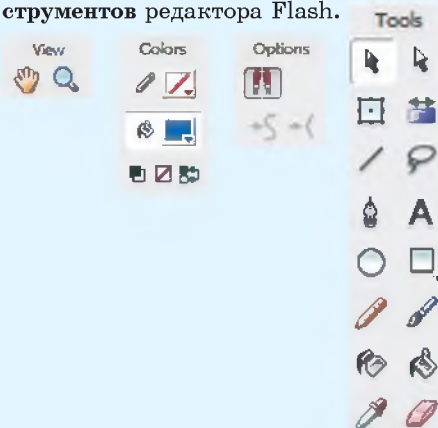 струментов редактора Flash.
Tools
View
Colors
Options
A